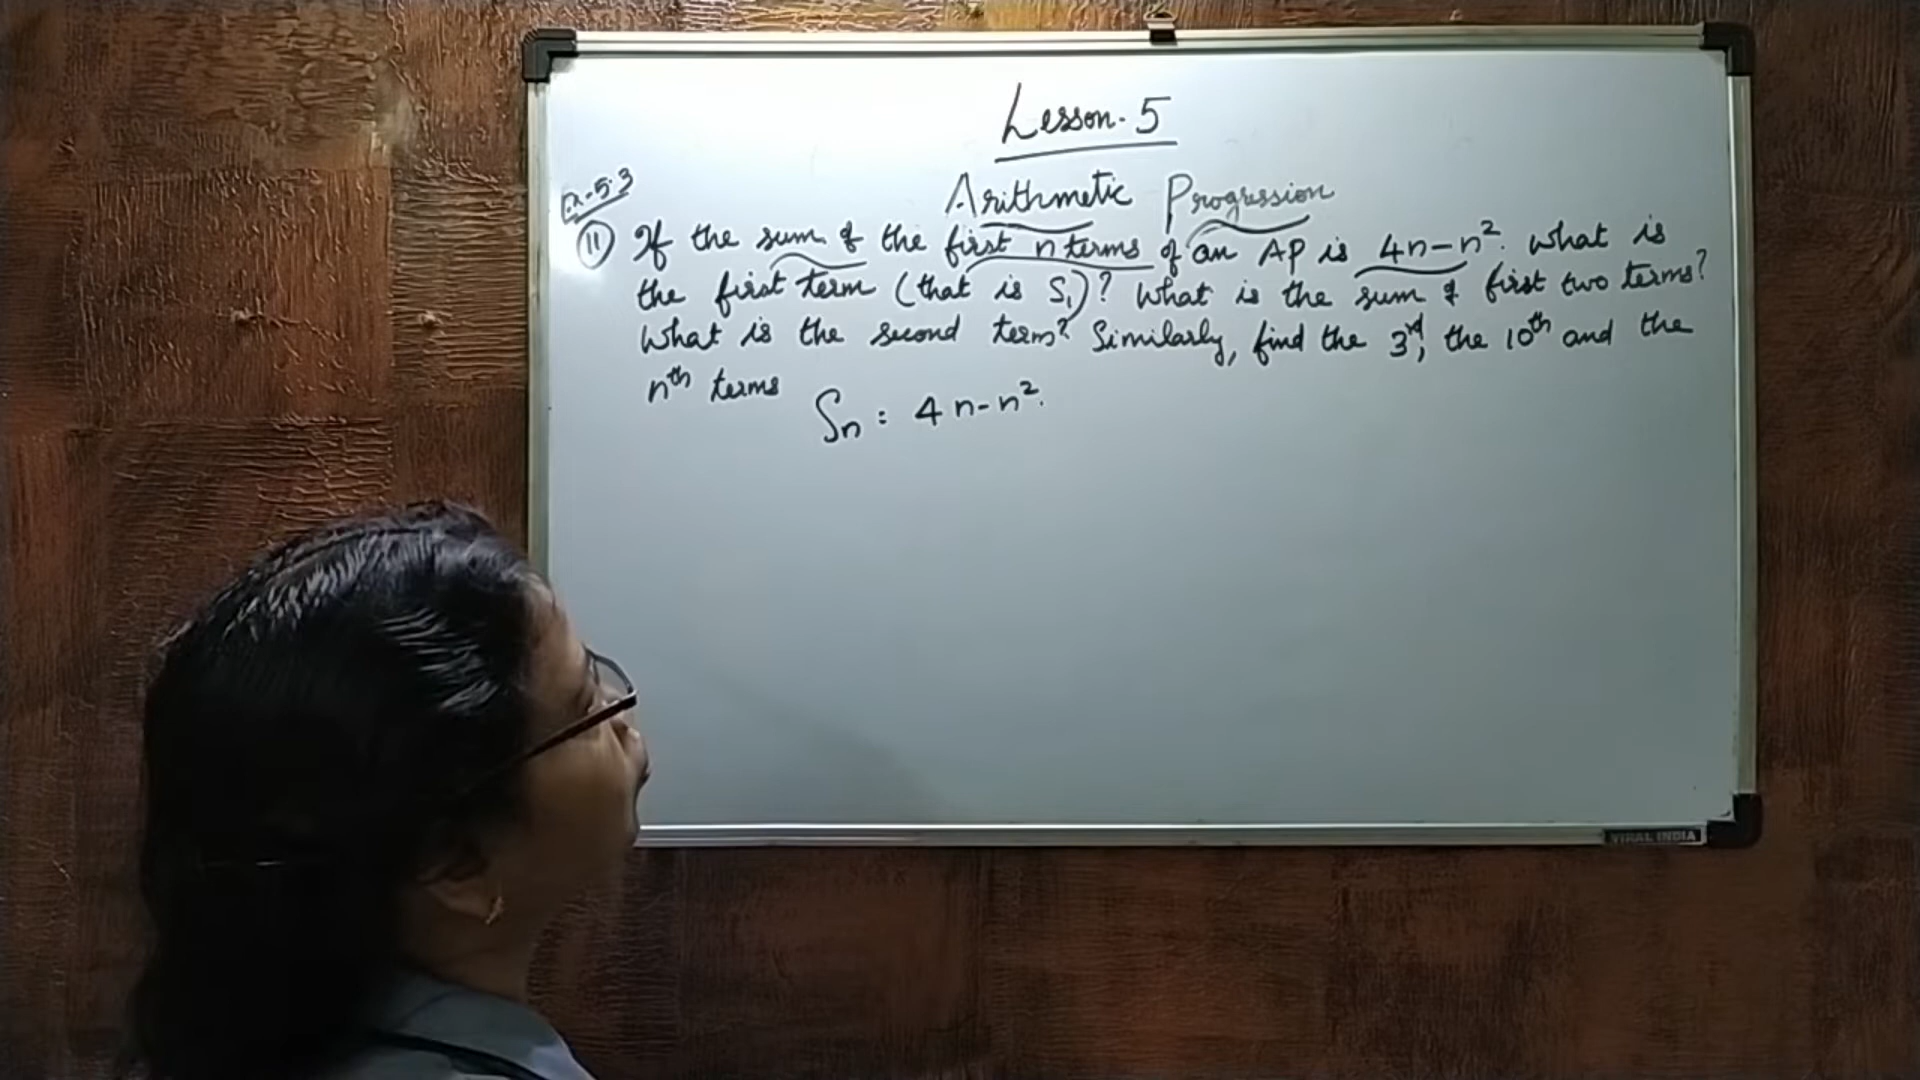 Lesson. 5
Arithmetic Progression
Ex-5.3
11 If the sum of the first n terms of an AP is 4n-n². What is
the first term (that is S₁)? What is the sum of first two terms?
What is the second term? Similarly, find the 3rd, the 10th and the
nth terms
Sn = 4n-n².
VIRAL INDIA